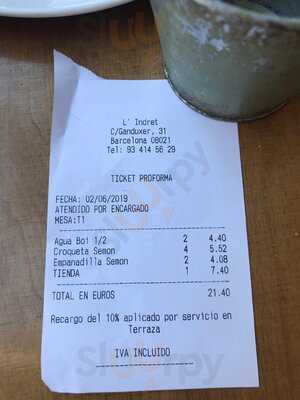 L' Indret
C/Ganduxer, 31
Barcelona 08021
Tel: 93 414 56 29
TICKET PROFORMA
FECHA: 02/06/2019
ATENDIDO POR ENCARGADO
MESA:T1
Agua Boi 1/2 2 4.40
Croqueta Semon 4 5.52
Empanadilla Semon 2 4.08
TIENDA 1 7.40
TOTAL EN EUROS 21.40
Recargo del 10% aplicado por servicio en
Terraza
IVA INCLUIDO